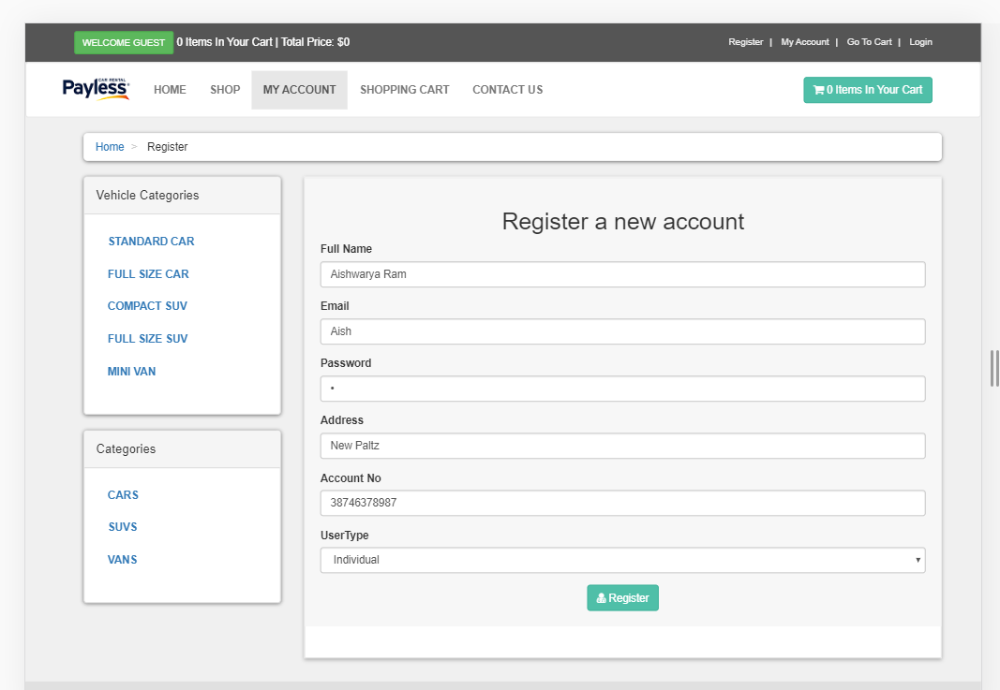 WELCOME GUEST 0 Items In Your Cart | Total Price: $0
Register | My Account | Go To Cart | Login
CAR RENTAL
Payless
HOME SHOP MY ACCOUNT SHOPPING CART CONTACT US
0 Items In Your Cart
Home > Register
Vehicle Categories
STANDARD CAR
FULL SIZE CAR
COMPACT SUV
FULL SIZE SUV
MINI VAN
Categories
CARS
SUVS
VANS
Register a new account
Full Name
Aishwarya Ram
Email
Aish
Password
•
Address
New Paltz
Account No
38746378987
UserType
Individual
Register